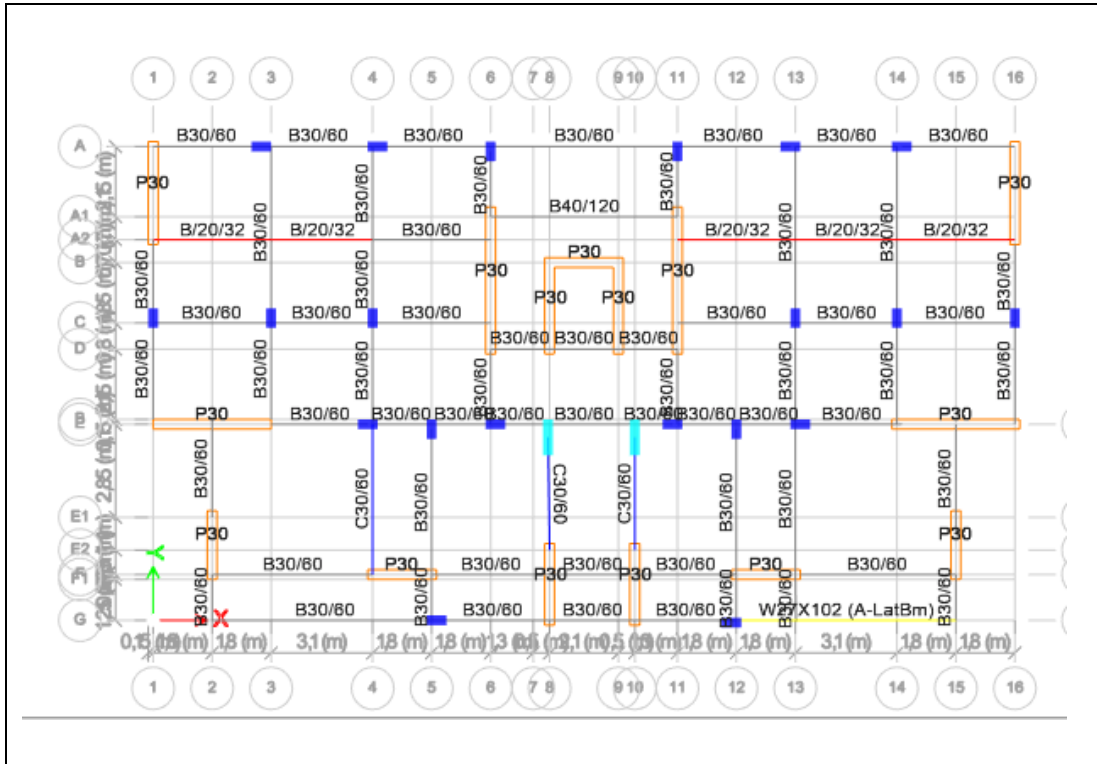 1 2 3 4 5 6 7 8 9 10 11 12 13 14 15 16
B30/60 B30/60 B30/60 B30/60 B30/60 B30/60 B30/60
A
P30 B30/60 B30/60 B30/60 B30/60 P30
A1 B40/120
A2 B/20/32 B/20/32 B30/60 B/20/32 B/20/32 B/20/32
B P30
B30/60 B30/60 P30 P30 P30 P30 B30/60
C B30/60 B30/60 B30/60 B30/60 B30/60 B30/60
D B30/60 B30/60 B30/60
B30/60 B30/60 B30/60 B30/60 B30/60 B30/60 B30/60 B30/60
E P30 B30/60 B30/60 B30/60 B30/60 B30/60 B30/60 B30/60 P30
2,85 (m) B30/60 C30/60 B30/60 C30/60 C30/60 B30/60 B30/60 B30/60
E1 P30 P30
E2
Y B30/60 P30 B30/60 P30 B30/60 P30 B30/60 P30 B30/60
B30/60 X B30/60 B30/60 B30/60 B30/60 W27X102 (A-LatBm)
G
1,8 (m) 3,1 (m) 1,8 (m) 1,8 (m) 1,3 (m) 2,1 (m) 1,8 (m) 1,8 (m) 3,1 (m) 1,8 (m) 1,8 (m)
1 2 3 4 5 6 7 8 9 10 11 12 13 14 15 16